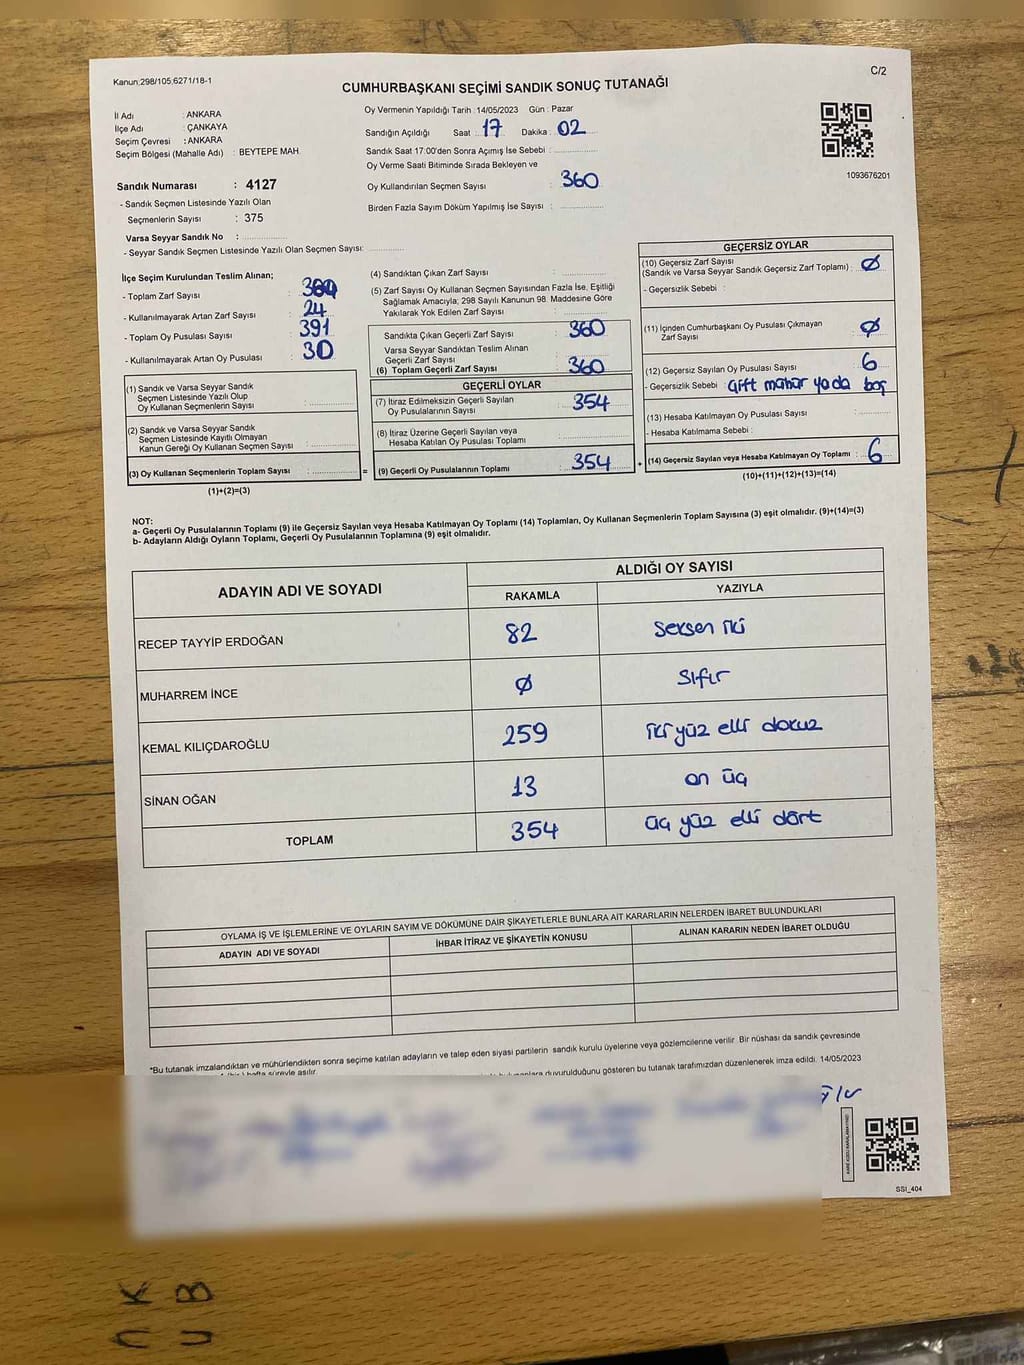 Kanun:298/105;6271/18-1
C/2
CUMHURBAŞKANI SEÇİMİ SANDIK SONUÇ TUTANAĞI
İl Adı : ANKARA
İlçe Adı : ÇANKAYA
Seçim Çevresi : ANKARA
Seçim Bölgesi (Mahalle Adı) : BEYTEPE MAH.
Sandık Numarası : 4127
- Sandık Seçmen Listesinde Yazılı Olan
Seçmenlerin Sayısı : 375
Varsa Seyyar Sandık No :
- Seyyar Sandık Seçmen Listesinde Yazılı Olan Seçmen Sayısı:
Oy Vermenin Yapıldığı Tarih : 14/05/2023 Gün : Pazar
Sandığın Açıldığı Saat : 17 Dakika : 02
Sandık Saat 17:00'den Sonra Açımış İse Sebebi :
Oy Verme Saati Bitiminde Sırada Bekleyen ve
Oy Kullandırılan Seçmen Sayısı : 360
Birden Fazla Sayım Döküm Yapılmış İse Sayısı :
1093676201
İlçe Seçim Kurulundan Teslim Alınan;
- Toplam Zarf Sayısı :
- Kullanılmayarak Artan Zarf Sayısı : 24
- Toplam Oy Pusulası Sayısı : 391
- Kullanılmayarak Artan Oy Pusulası : 30
(1) Sandık ve Varsa Seyyar Sandık
Seçmen Listesinde Yazılı Olup
Oy Kullanan Seçmenlerin Sayısı :
(2) Sandık ve Varsa Seyyar Sandık
Seçmen Listesinde Kayıtlı Olmayan
Kanun Gereği Oy Kullanan Seçmen Sayısı :
(3) Oy Kullanan Seçmenlerin Toplam Sayısı :
(1)+(2)=(3)
(4) Sandıktan Çıkan Zarf Sayısı :
(5) Zarf Sayısı Oy Kullanan Seçmen Sayısından Fazla İse, Eşitliği
Sağlamak Amacıyla; 298 Sayılı Kanunun 98. Maddesine Göre
Yakılarak Yok Edilen Zarf Sayısı :
Sandıkta Çıkan Geçerli Zarf Sayısı : 360
Varsa Seyyar Sandıktan Teslim Alınan
Geçerli Zarf Sayısı
(6) Toplam Geçerli Zarf Sayısı : 360
GEÇERLİ OYLAR
(7) İtiraz Edilmeksizin Geçerli Sayılan
Oy Pusulalarının Sayısı : 354
(8) İtiraz Üzerine Geçerli Sayılan veya
Hesaba Katılan Oy Pusulası Toplamı :
= (9) Geçerli Oy Pusulalarının Toplamı : 354
GEÇERSİZ OYLAR
(10) Geçersiz Zarf Sayısı
(Sandık ve Varsa Seyyar Sandık Geçersiz Zarf Toplamı) : Ø
- Geçersizlik Sebebi :
(11) İçinden Cumhurbaşkanı Oy Pusulası Çıkmayan
Zarf Sayısı : Ø
(12) Geçersiz Sayılan Oy Pusulası Sayısı : 6
- Geçersizlik Sebebi : Çift mühür ya da boş
(13) Hesaba Katılmayan Oy Pusulası Sayısı :
- Hesaba Katılmama Sebebi :
+ (14) Geçersiz Sayılan veya Hesaba Katılmayan Oy Toplamı : 6
(10)+(11)+(12)+(13)=(14)
NOT:
a- Geçerli Oy Pusulalarının Toplamı (9) ile Geçersiz Sayılan veya Hesaba Katılmayan Oy Toplamı (14) Toplamları, Oy Kullanan Seçmenlerin Toplam Sayısına (3) eşit olmalıdır. (9)+(14)=(3)
b- Adayların Aldığı Oyların Toplamı, Geçerli Oy Pusulalarının Toplamına (9) eşit olmalıdır.
ADAYIN ADI VE SOYADI ALDIĞI OY SAYISI
RAKAMLA YAZIYLA
RECEP TAYYİP ERDOĞAN 82 seksen iki
MUHARREM İNCE Ø sıfır
KEMAL KILIÇDAROĞLU 259 iki yüz elli dokuz
SİNAN OĞAN 13 on üç
TOPLAM 354 üç yüz elli dört
OYLAMA İŞ VE İŞLEMLERİNE VE OYLARIN SAYIM VE DÖKÜMÜNE DAİR ŞİKAYETLERLE BUNLARA AİT KARARLARIN NELERDEN İBARET BULUNDUKLARI
ADAYIN ADI VE SOYADI İHBAR İTİRAZ VE ŞİKAYETİN KONUSU ALINAN KARARIN NEDEN İBARET OLDUĞU
*Bu tutanak imzalandıktan ve mühürlendikten sonra seçime katılan adayların ve talep eden siyasi partilerin sandık kurulu üyelerine veya gözlemcilerine verilir. Bir nüshası da sandık çevresinde
hafta süreyle asılır. duyurulduğunu gösteren bu tutanak tarafımızdan düzenlenerek imza edildi. 14/05/2023
SSI_404
K
B